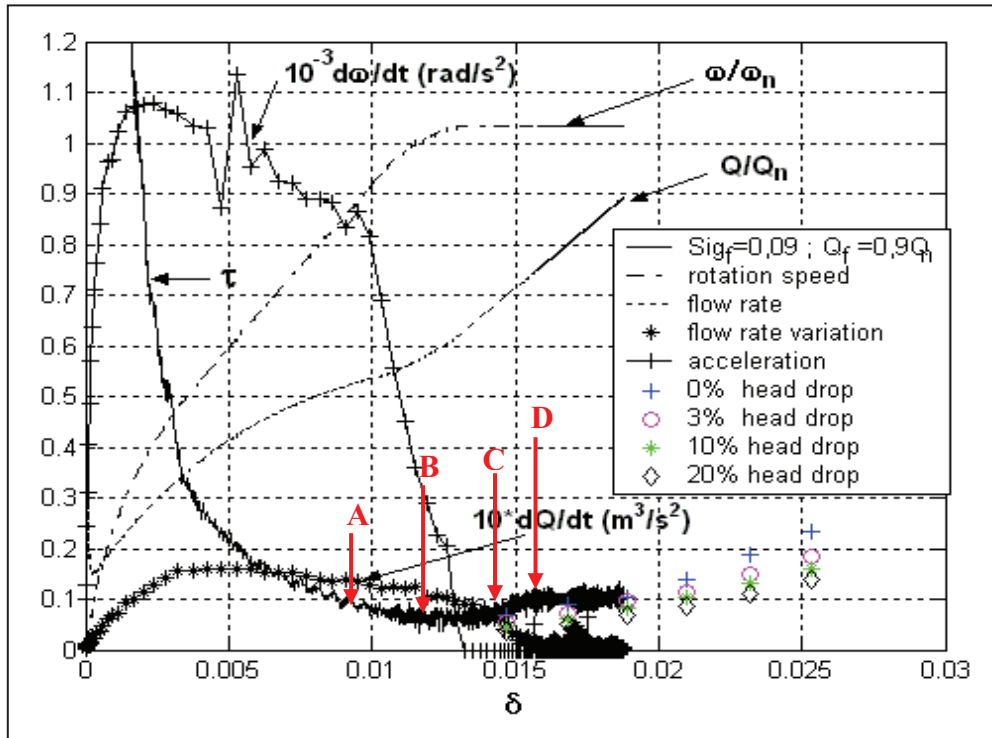 1.2
1.1
1
0.9
0.8
0.7
0.6
0.5
0.4
0.3
0.2
0.1
0
10⁻³dω/dt (rad/s²)
ω/ωₙ
Q/Qₙ
τ
Sig_f=0,09 ; Q_f =0,9Q_n
rotation speed
flow rate
flow rate variation
acceleration
0% head drop
3% head drop
10% head drop
20% head drop
A
B
C
D
10*dQ/dt (m³/s²)
0
0.005
0.01
0.015
0.02
0.025
0.03
δ